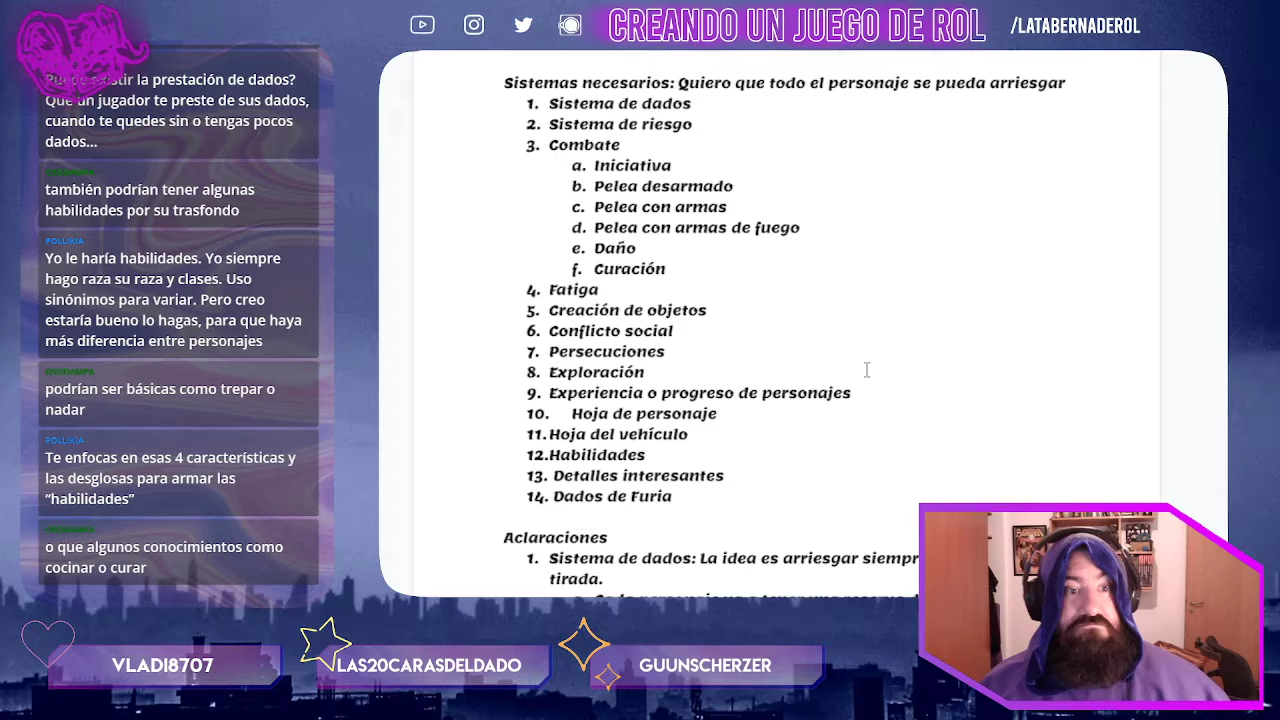 CREANDO UN JUEGO DE ROL
/LATABERNADEROL
Puede existir la prestación de dados?
Que un jugador te preste de sus dados,
cuando te quedes sin o tengas pocos
dados...
también podrían tener algunas
habilidades por su trasfondo
POLLIKIA
Yo le haría habilidades. Yo siempre
hago raza su raza y clases. Uso
sinónimos para variar. Pero creo
estaría bueno lo hagas, para que haya
más diferencia entre personajes
podrían ser básicas como trepar o
nadar
POLLIKIA
Te enfocas en esas 4 características y
las desglosas para armar las
“habilidades”
o que algunos conocimientos como
cocinar o curar
Sistemas necesarios: Quiero que todo el personaje se pueda arriesgar
1. Sistema de dados
2. Sistema de riesgo
3. Combate
a. Iniciativa
b. Pelea desarmado
c. Pelea con armas
d. Pelea con armas de fuego
e. Daño
f. Curación
4. Fatiga
5. Creación de objetos
6. Conflicto social
7. Persecuciones
8. Exploración
9. Experiencia o progreso de personajes
10. Hoja de personaje
11. Hoja del vehículo
12. Habilidades
13. Detalles interesantes
14. Dados de Furia
Aclaraciones
1. Sistema de dados: La idea es arriesgar siempr
tirada.
VLADI8707
LAS20CARASDELDADO
GUUNSCHERZER